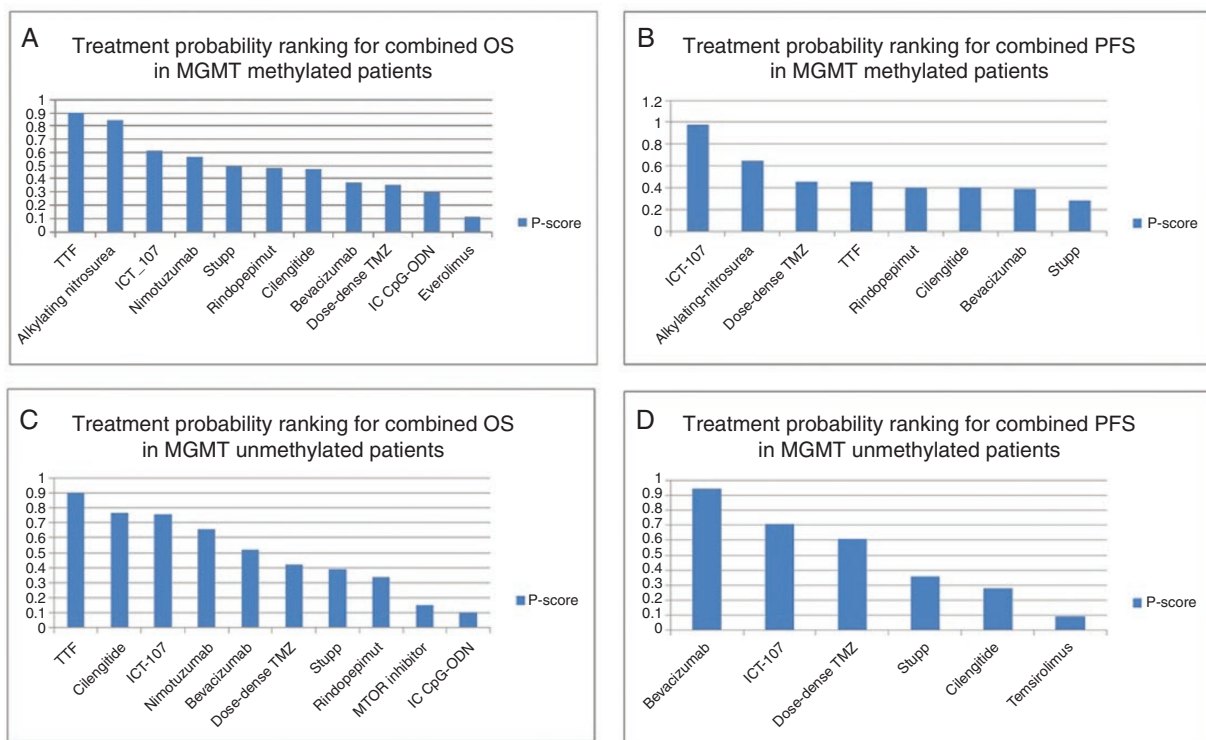 A
Treatment probability ranking for combined OS
in MGMT methylated patients
1
0.9
0.8
0.7
0.6
0.5
0.4
0.3
0.2
0.1
0
TTF
Alkylating nitrosurea
ICT_107
Nimotuzumab
Stupp
Rindopepimut
Cilengitide
Bevacizumab
Dose-dense TMZ
IC CpG-ODN
Everolimus
P-score
B
Treatment probability ranking for combined PFS
in MGMT methylated patients
1.2
1
0.8
0.6
0.4
0.2
0
ICT-107
Alkylating-nitrosurea
Dose-dense TMZ
TTF
Rindopepimut
Cilengitide
Bevacizumab
Stupp
P-score
C
Treatment probability ranking for combined OS
in MGMT unmethylated patients
1
0.9
0.8
0.7
0.6
0.5
0.4
0.3
0.2
0.1
0
TTF
Cilengitide
ICT-107
Nimotuzumab
Bevacizumab
Dose-dense TMZ
Stupp
Rindopepimut
MTOR inhibitor
IC CpG-ODN
P-score
D
Treatment probability ranking for combined PFS
in MGMT unmethylated patients
1
0.9
0.8
0.7
0.6
0.5
0.4
0.3
0.2
0.1
0
Bevacizumab
ICT-107
Dose-dense TMZ
Stupp
Cilengitide
Temsirolimus
P-score